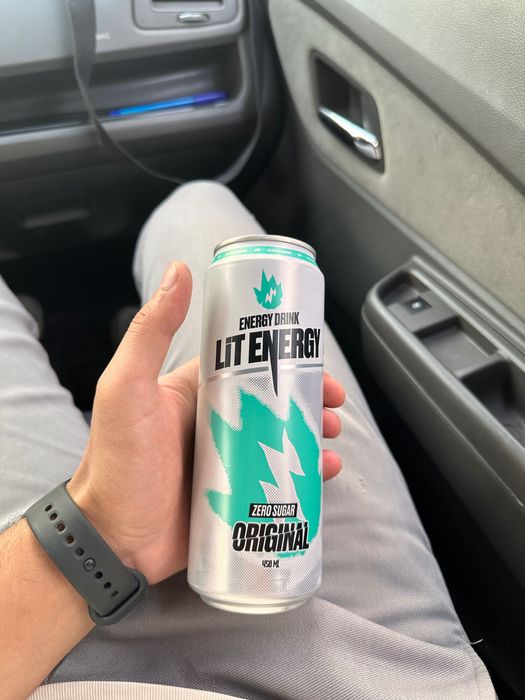 ENERGY DRINK
LIT ENERGY
ZERO SUGAR
ORIGINAL
450 ML